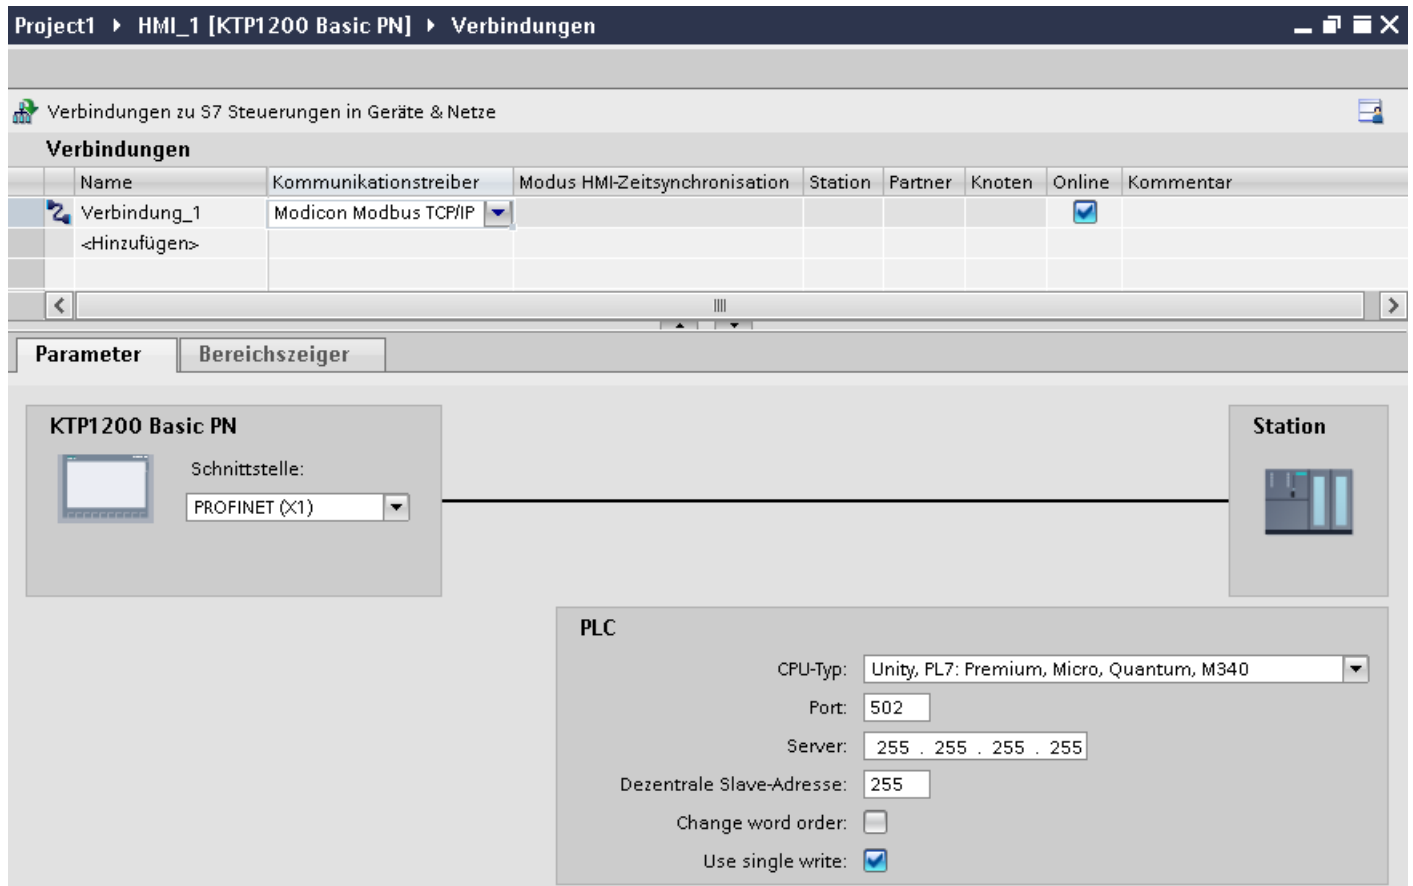 Project1 ▸ HMI_1 [KTP1200 Basic PN] ▸ Verbindungen
Verbindungen zu S7 Steuerungen in Geräte & Netze
Verbindungen
Name Kommunikationstreiber Modus HMI-Zeitsynchronisation Station Partner Knoten Online Kommentar
Verbindung_1 Modicon Modbus TCP/IP
<Hinzufügen>
Parameter Bereichszeiger
KTP1200 Basic PN Station
Schnittstelle:
PROFINET (X1)
PLC
CPU-Typ: Unity, PL7: Premium, Micro, Quantum, M340
Port: 502
Server: 255 . 255 . 255 . 255
Dezentrale Slave-Adresse: 255
Change word order:
Use single write: